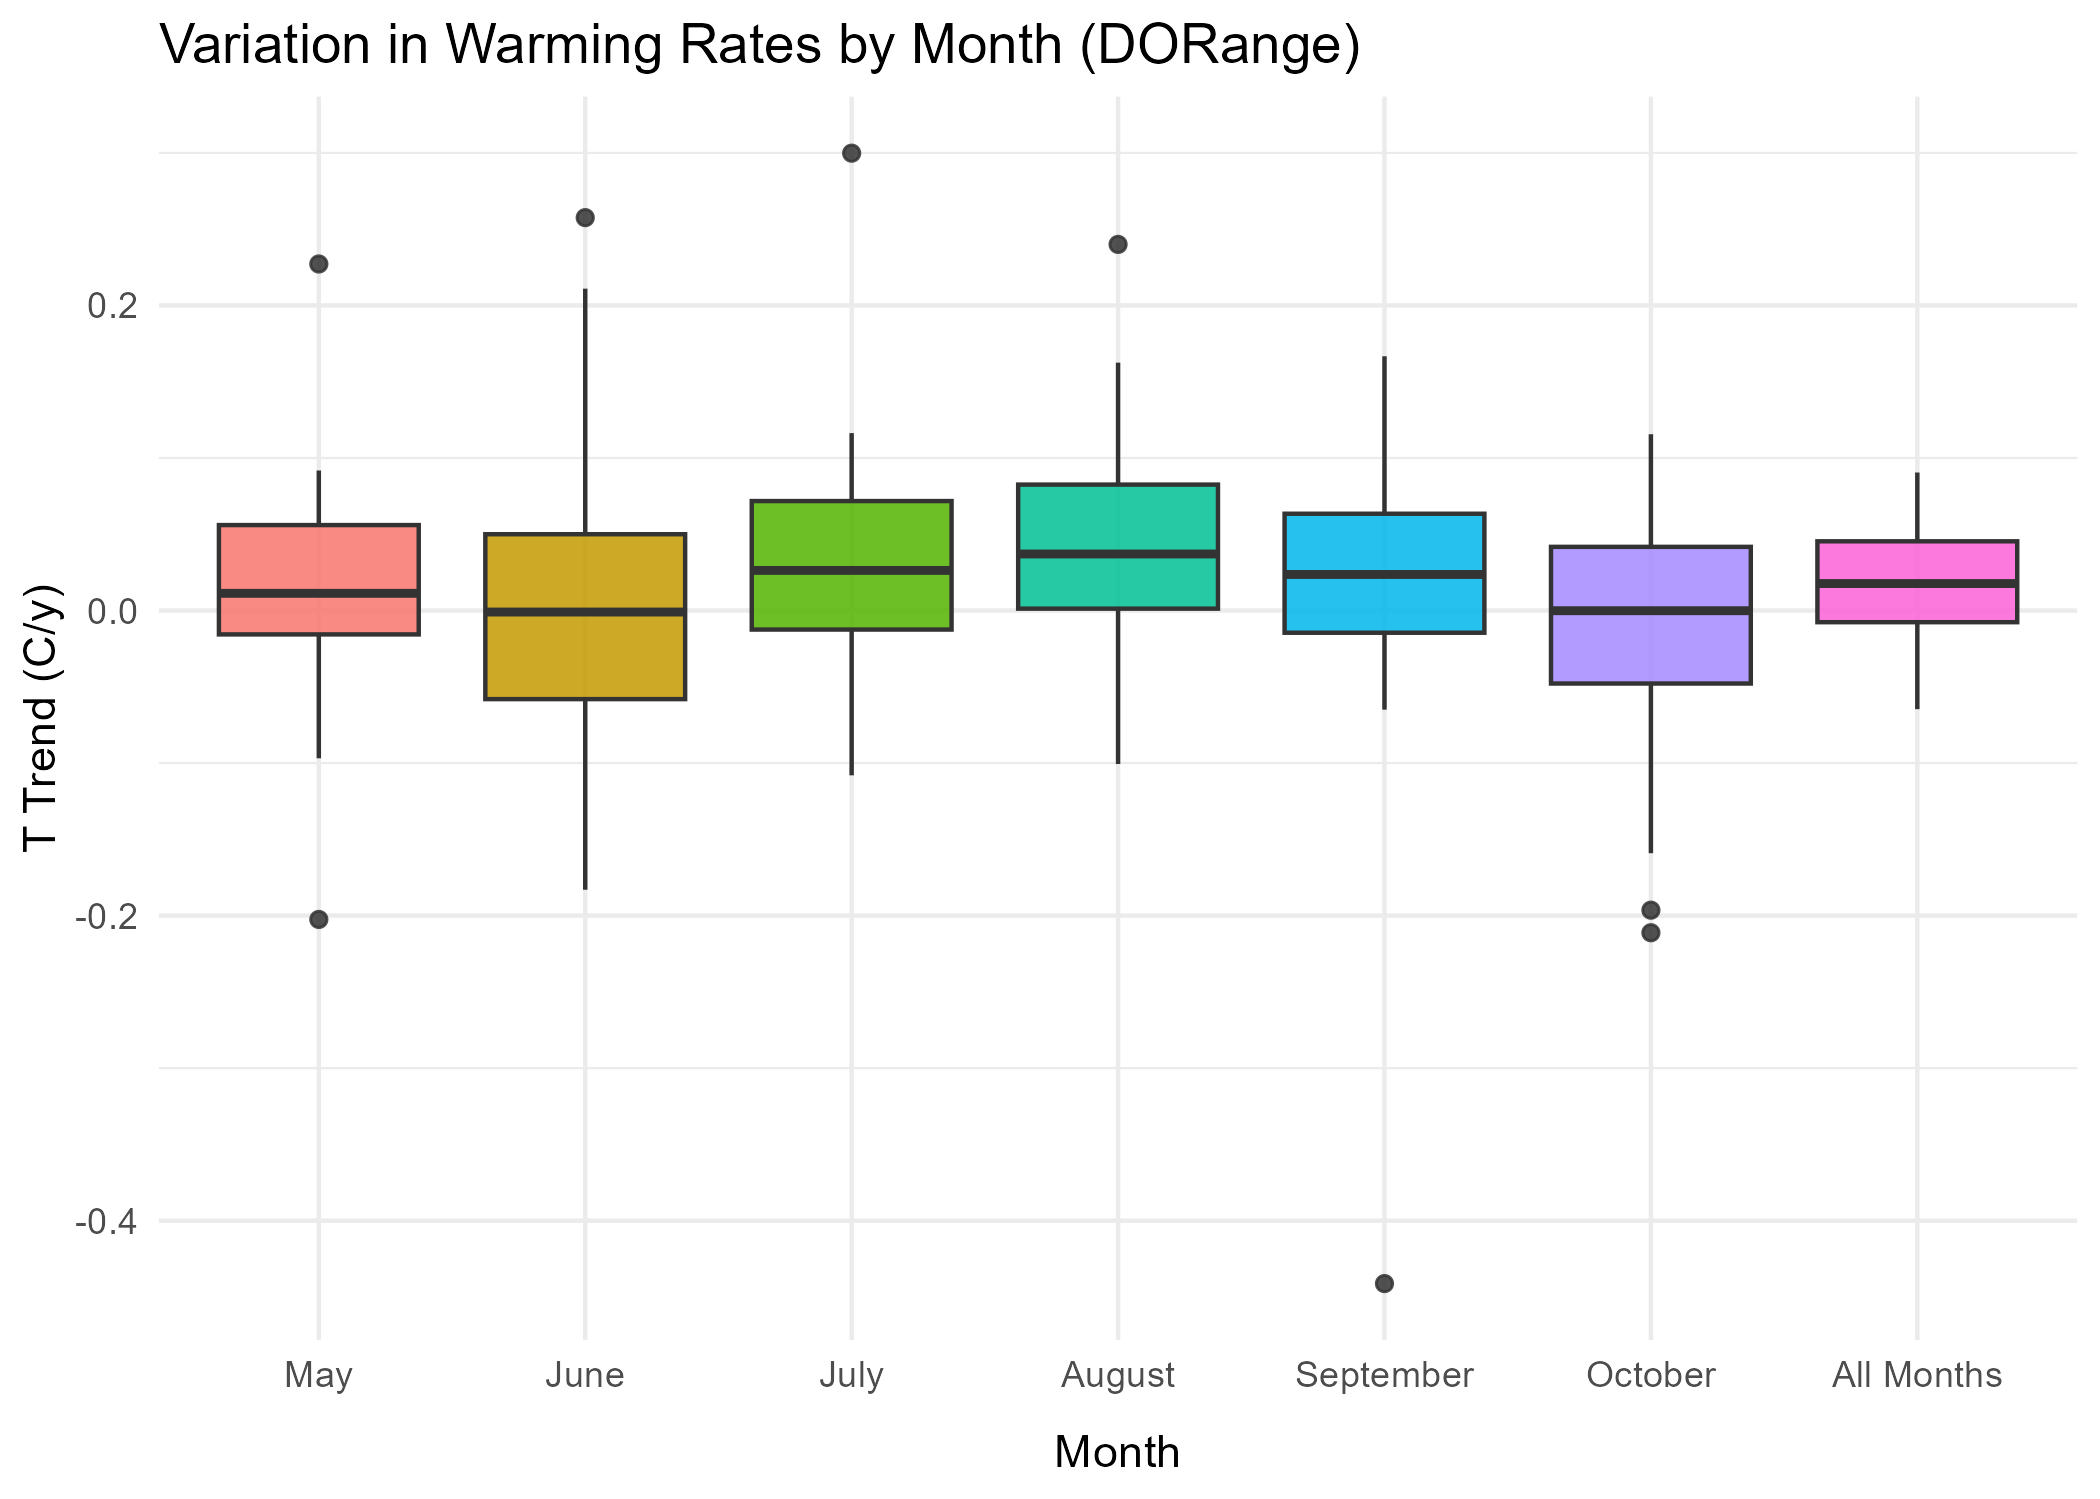 Variation in Warming Rates by Month (DORange)
T Trend (C/y)
0.2
0.0
-0.2
-0.4
May June July August September October All Months
Month